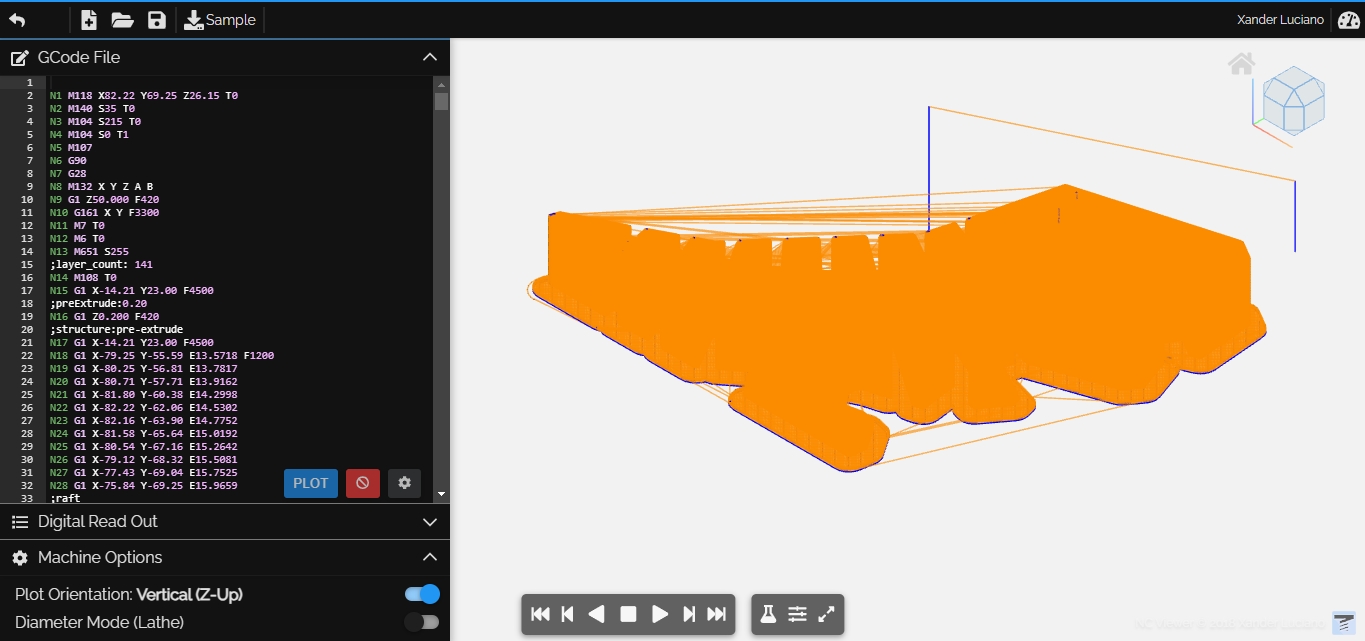 Sample
Xander Luciano
GCode File
1
2 N1 M118 X82.22 Y69.25 Z26.15 T0
3 N2 M140 S35 T0
4 N3 M104 S215 T0
5 N4 M104 S0 T1
6 N5 M107
7 N6 G90
8 N7 G28
9 N8 M132 X Y Z A B
10 N9 G1 Z50.000 F420
11 N10 G161 X Y F3300
12 N11 M7 T0
13 N12 M6 T0
14 N13 M651 S255
15 ;layer_count: 141
16 N14 M108 T0
17 N15 G1 X-14.21 Y23.00 F4500
18 ;preExtrude:0.20
19 N16 G1 Z0.200 F420
20 ;structure:pre-extrude
21 N17 G1 X-14.21 Y23.00 F4500
22 N18 G1 X-79.25 Y-55.59 E13.5718 F1200
23 N19 G1 X-80.25 Y-56.81 E13.7817
24 N20 G1 X-80.71 Y-57.71 E13.9162
25 N21 G1 X-81.80 Y-60.38 E14.2998
26 N22 G1 X-82.22 Y-62.06 E14.5302
27 N23 G1 X-82.16 Y-63.90 E14.7752
28 N24 G1 X-81.58 Y-65.64 E15.0192
29 N25 G1 X-80.54 Y-67.16 E15.2642
30 N26 G1 X-79.12 Y-68.32 E15.5081
31 N27 G1 X-77.43 Y-69.04 E15.7525
32 N28 G1 X-75.84 Y-69.25 E15.9659
33 ;raft
PLOT
Digital Read Out
Machine Options
Plot Orientation: Vertical (Z-Up)
Diameter Mode (Lathe)